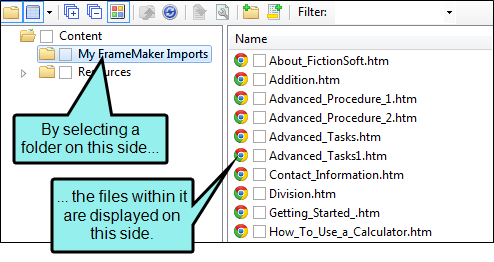 Filter:
Content
My FrameMaker Imports
Resources
By selecting a
folder on this side...
... the files within it
are displayed on
this side.
Name
About_FictionSoft.htm
Addition.htm
Advanced_Procedure_1.htm
Advanced_Procedure_2.htm
Advanced_Tasks.htm
Advanced_Tasks1.htm
Contact_Information.htm
Division.htm
Getting_Started_.htm
How_To_Use_a_Calculator.htm